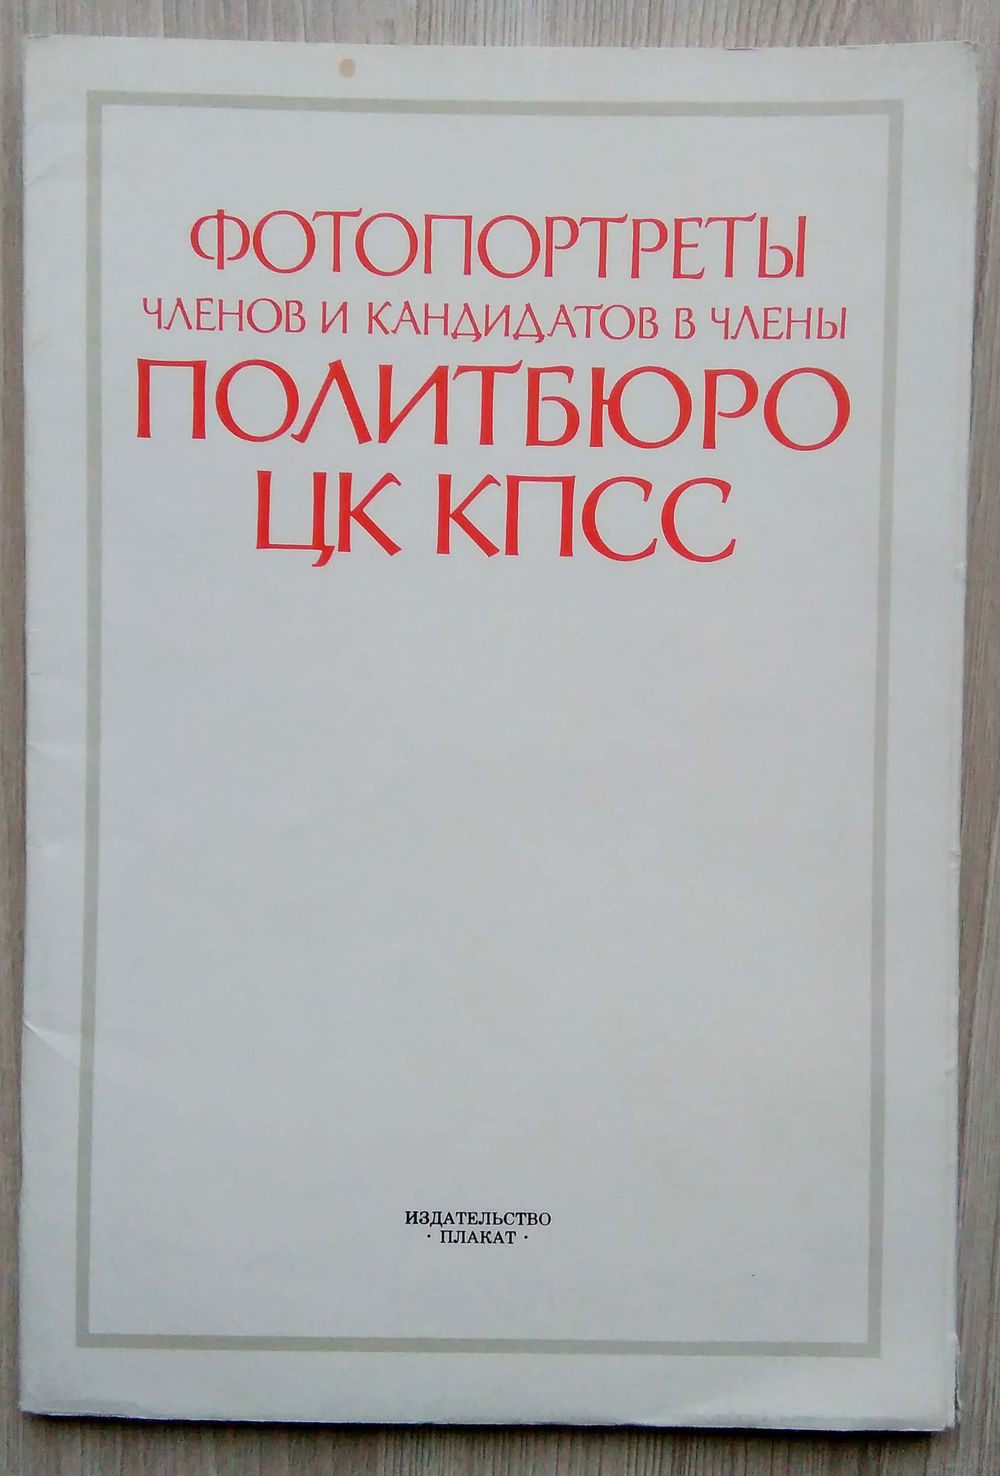 ФОТОПОРТРЕТЫ
ЧЛЕНОВ И КАНДИДАТОВ В ЧЛЕНЫ
ПОЛИТБЮРО
ЦК КПСС
ИЗДАТЕЛЬСТВО
· ПЛАКАТ ·